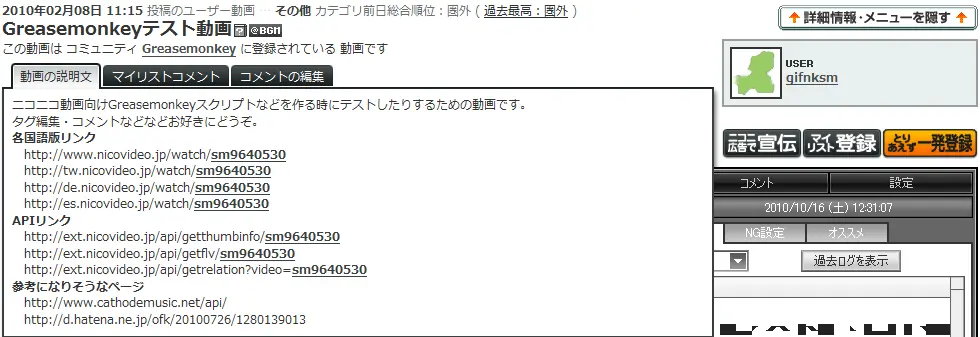 2010年02月08日 11:15 投稿のユーザー動画 … その他 カテゴリ前日総合順位：圏外 ( 過去最高：圏外 )
Greasemonkeyテスト動画 ? @BGM
この動画は コミュニティ Greasemonkey に登録されている 動画です
動画の説明文 マイリストコメント コメントの編集
ニコニコ動画向けGreasemonkeyスクリプトなどを作る時にテストしたりするための動画です。
タグ編集・コメントなどなどお好きにどうぞ。
各国語版リンク
http://www.nicovideo.jp/watch/sm9640530
http://tw.nicovideo.jp/watch/sm9640530
http://de.nicovideo.jp/watch/sm9640530
http://es.nicovideo.jp/watch/sm9640530
APIリンク
http://ext.nicovideo.jp/api/getthumbinfo/sm9640530
http://ext.nicovideo.jp/api/getflv/sm9640530
http://ext.nicovideo.jp/api/getrelation?video=sm9640530
参考になりそうなページ
http://www.cathodemusic.net/api/
http://d.hatena.ne.jp/ofk/20100726/1280139013
↑ 詳細情報・メニューを隠す ↑
USER
gifnksm
ニコニコ広告で宣伝 マイリスト登録 とりあえず一発登録
コメント 設定
2010/10/16 (土) 12:31:07
NG設定 オススメ
過去ログを表示